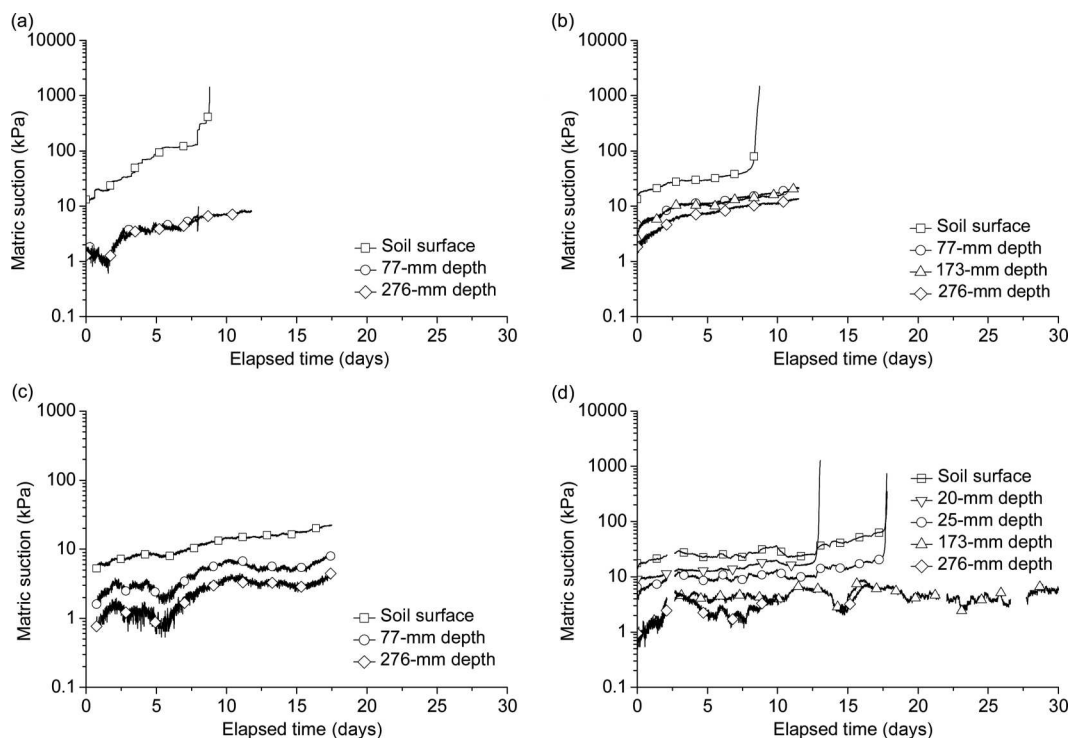 (a)
10000
1000
100
10
1
0.1
Matric suction (kPa)
Soil surface
77-mm depth
276-mm depth
0 5 10 15 20 25 30
Elapsed time (days)
(b)
10000
1000
100
10
1
0.1
Matric suction (kPa)
Soil surface
77-mm depth
173-mm depth
276-mm depth
0 5 10 15 20 25 30
Elapsed time (days)
(c)
1000
100
10
1
0.1
Matric suction (kPa)
Soil surface
77-mm depth
276-mm depth
0 5 10 15 20 25 30
Elapsed time (days)
(d)
10000
1000
100
10
1
0.1
Matric suction (kPa)
Soil surface
20-mm depth
25-mm depth
173-mm depth
276-mm depth
0 5 10 15 20 25 30
Elapsed time (days)